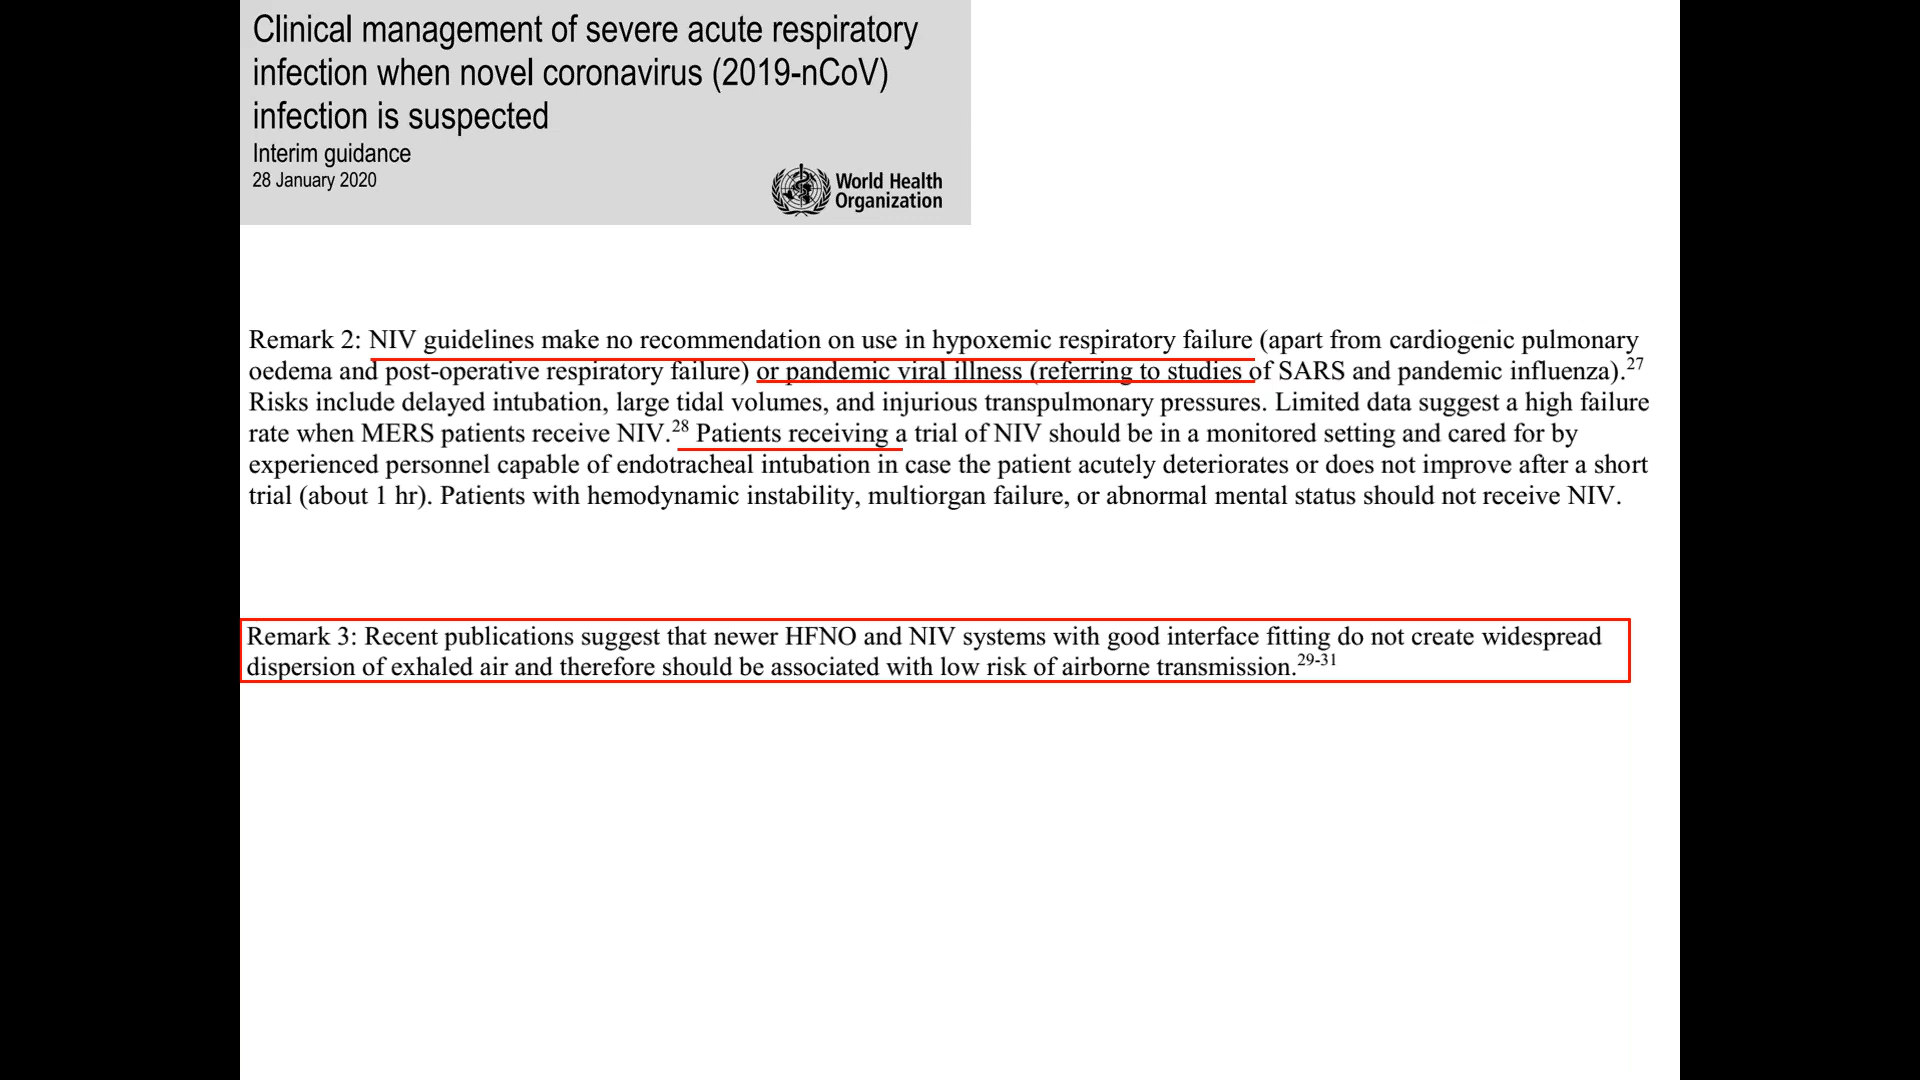 Clinical management of severe acute respiratory
infection when novel coronavirus (2019-nCoV)
infection is suspected
Interim guidance
28 January 2020
World Health
Organization
Remark 2: NIV guidelines make no recommendation on use in hypoxemic respiratory failure (apart from cardiogenic pulmonary
oedema and post-operative respiratory failure) or pandemic viral illness (referring to studies of SARS and pandemic influenza).27
Risks include delayed intubation, large tidal volumes, and injurious transpulmonary pressures. Limited data suggest a high failure
rate when MERS patients receive NIV.28 Patients receiving a trial of NIV should be in a monitored setting and cared for by
experienced personnel capable of endotracheal intubation in case the patient acutely deteriorates or does not improve after a short
trial (about 1 hr). Patients with hemodynamic instability, multiorgan failure, or abnormal mental status should not receive NIV.
Remark 3: Recent publications suggest that newer HFNO and NIV systems with good interface fitting do not create widespread
dispersion of exhaled air and therefore should be associated with low risk of airborne transmission.29-31